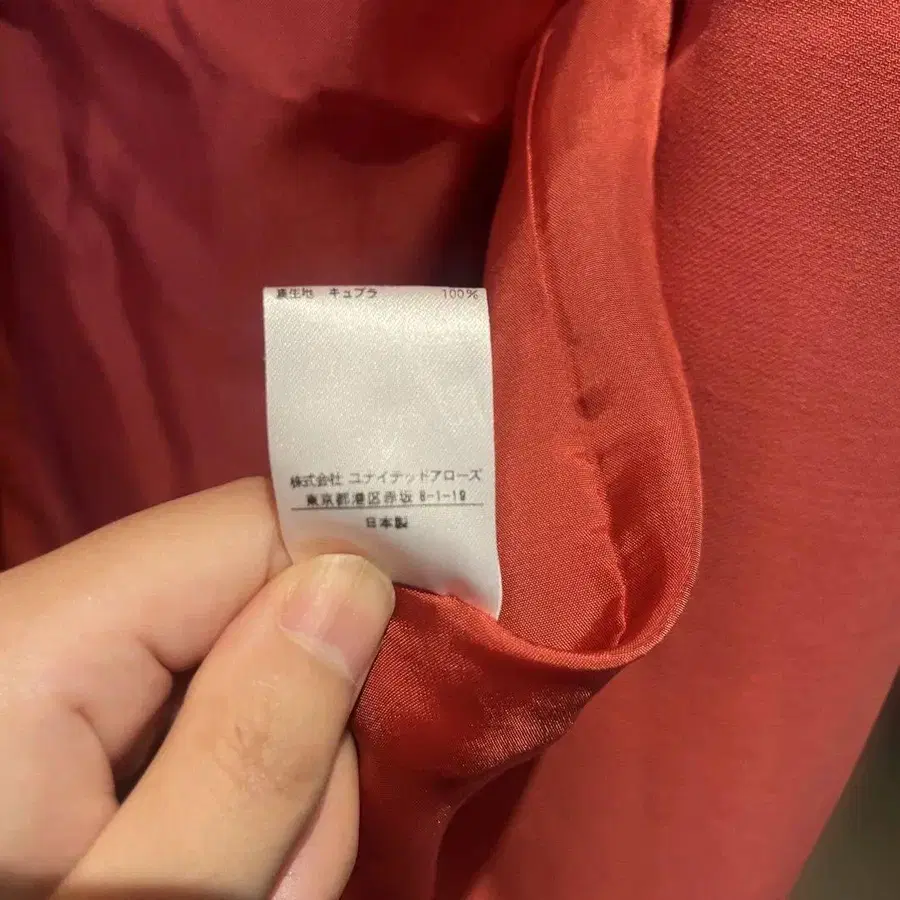 裏生地 キュプラ 100%
株式会社 ユナイテッドアローズ
東京都港区赤坂 8-1-19
日本製